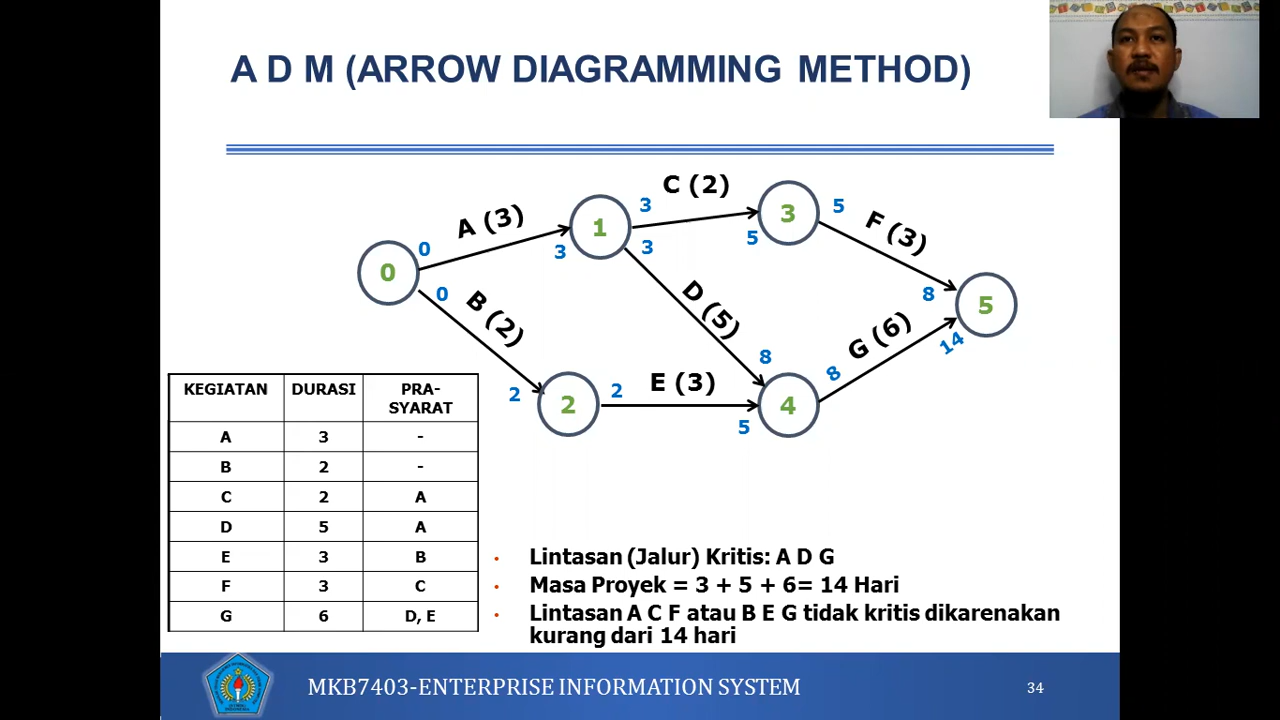 A D M (ARROW DIAGRAMMING METHOD)
C (2)
A (3)
3
5
3
1
F (3)
0
3
3
5
0
0
B (2)
D (5)
8
5
G (6)
14
8
8
2
2
E (3)
2
4
5
KEGIATAN DURASI PRA-
SYARAT
A 3 -
B 2 -
C 2 A
D 5 A
E 3 B
F 3 C
G 6 D, E
• Lintasan (Jalur) Kritis: A D G
• Masa Proyek = 3 + 5 + 6= 14 Hari
• Lintasan A C F atau B E G tidak kritis dikarenakan
kurang dari 14 hari
MKB7403-ENTERPRISE INFORMATION SYSTEM
34